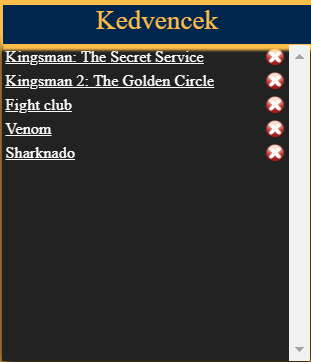 Kedvencek
Kingsman: The Secret Service
Kingsman 2: The Golden Circle
Fight club
Venom
Sharknado